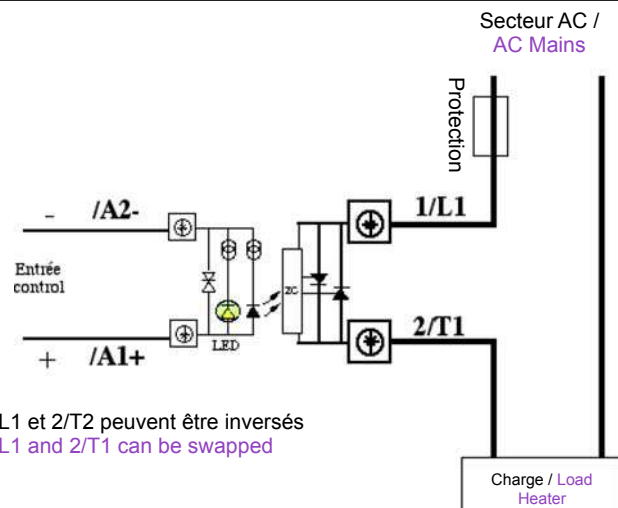 Secteur AC /
AC Mains
Protection
- /A2-
1/L1
Entrée
control
ZC
LED
+ /A1+
2/T1
L1 et 2/T2 peuvent être inversés
L1 and 2/T1 can be swapped
Charge / Load
Heater